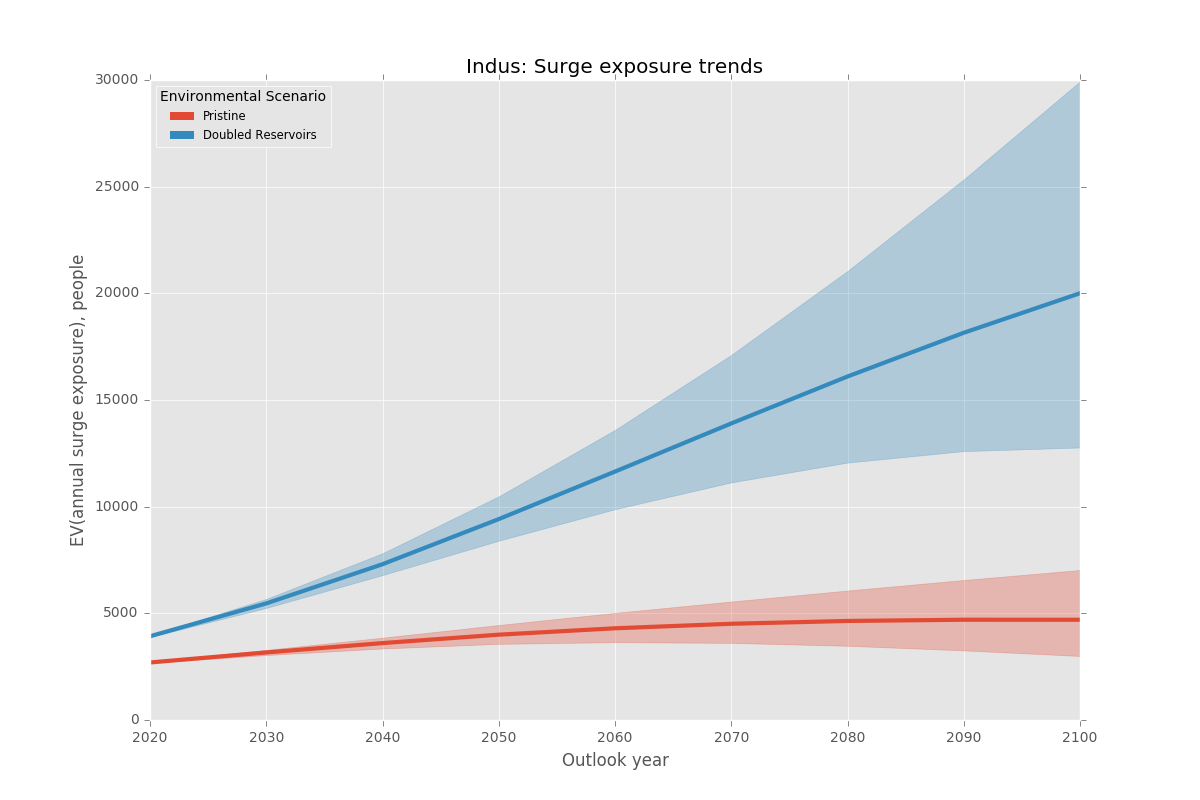 Indus: Surge exposure trends
30000
Environmental Scenario
Pristine
Doubled Reservoirs
25000
20000
15000
10000
5000
0
EV(annual surge exposure), people
2020 2030 2040 2050 2060 2070 2080 2090 2100
Outlook year